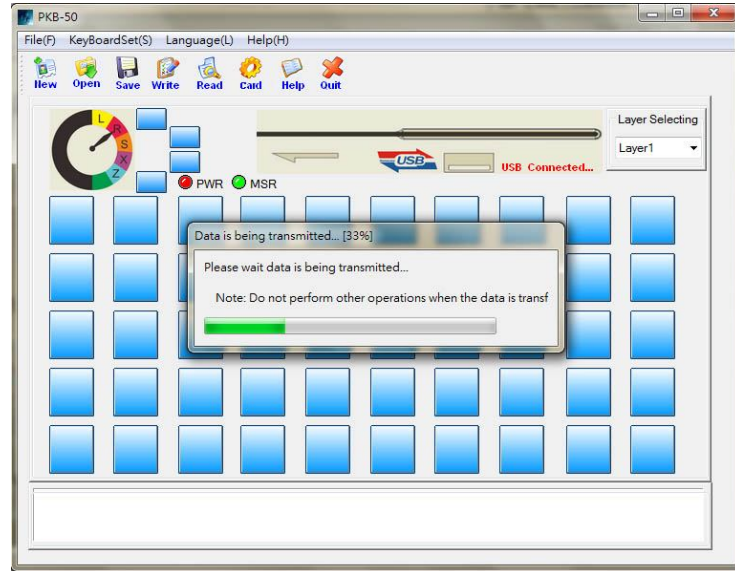 PKB-50
File(F) KeyBoardSet(S) Language(L) Help(H)
New Open Save Write Read Card Help Quit
Layer Selecting
Layer1
L
R
S
X
Z
USB
USB Connected...
PWR MSR
Data is being transmitted... [33%]
Please wait data is being transmitted...
Note: Do not perform other operations when the data is transf